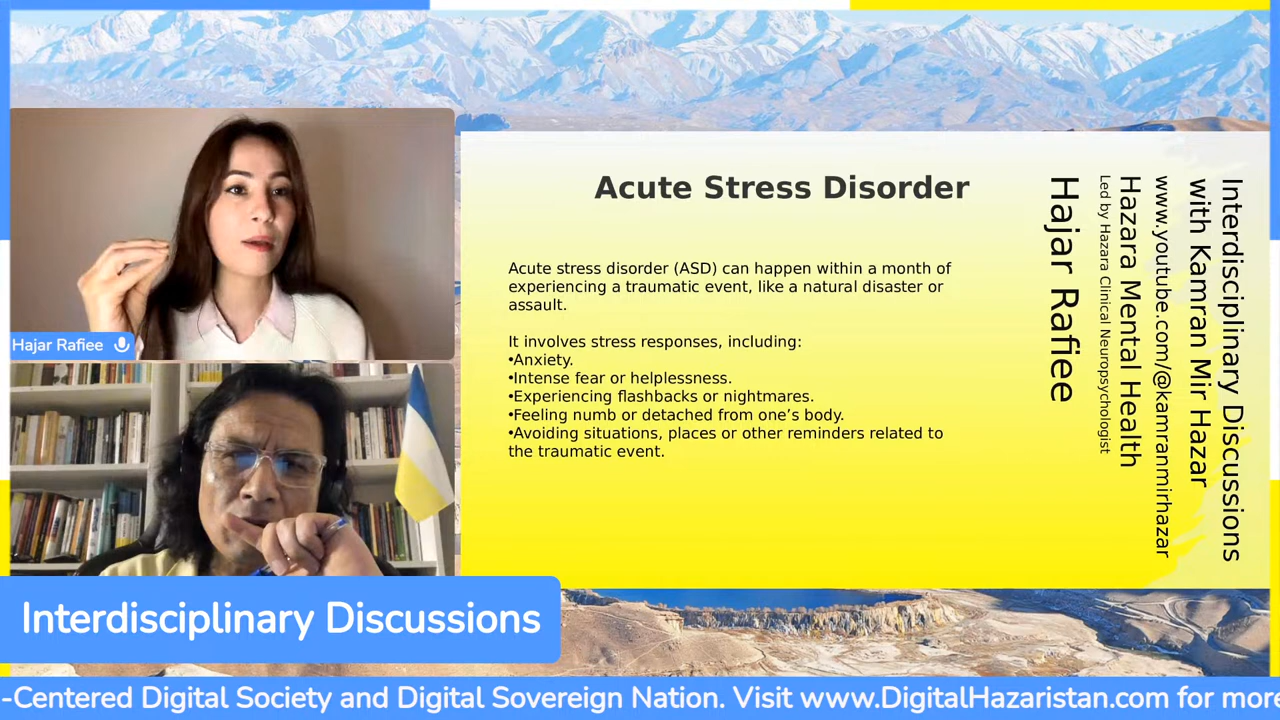 Acute Stress Disorder
Acute stress disorder (ASD) can happen within a month of
experiencing a traumatic event, like a natural disaster or
assault.
It involves stress responses, including:
•Anxiety.
•Intense fear or helplessness.
•Experiencing flashbacks or nightmares.
•Feeling numb or detached from one’s body.
•Avoiding situations, places or other reminders related to
the traumatic event.
Interdisciplinary Discussions
with Kamran Mir Hazar
www.youtube.com/@kamranmirhazar
Hazara Mental Health
Led by Hazara Clinical Neuropsychologist
Hajar Rafiee
Hajar Rafiee
Interdisciplinary Discussions
-Centered Digital Society and Digital Sovereign Nation. Visit www.DigitalHazaristan.com for more